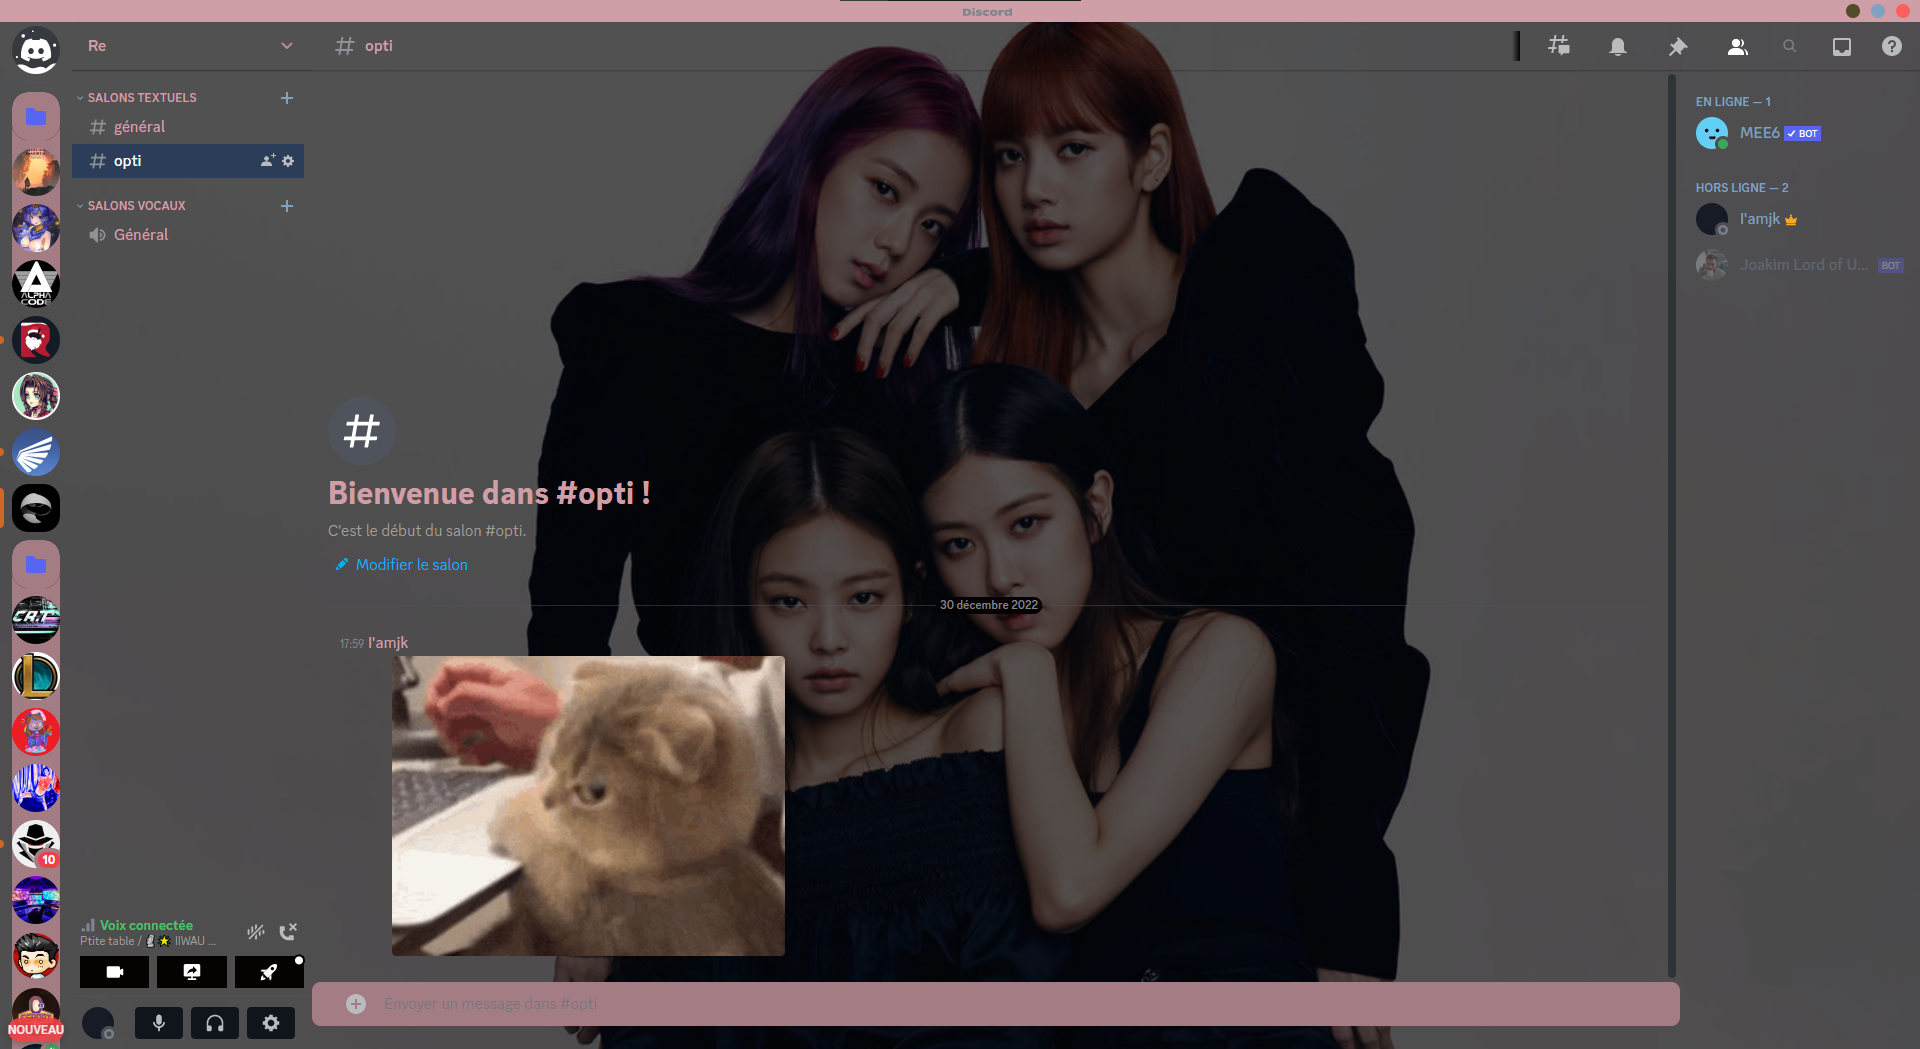 Discord
Re
opti
SALONS TEXTUELS
général
opti
SALONS VOCAUX
Général
ALPHA
CODE
10
NOUVEAU
Bienvenue dans #opti !
C'est le début du salon #opti.
Modifier le salon
30 décembre 2022
17:59 I'amjk
Envoyer un message dans #opti
Voix connectée
Ptite table / IIWAU ...
EN LIGNE — 1
MEE6 BOT
HORS LIGNE — 2
I'amjk
Joakim Lord of U... BOT